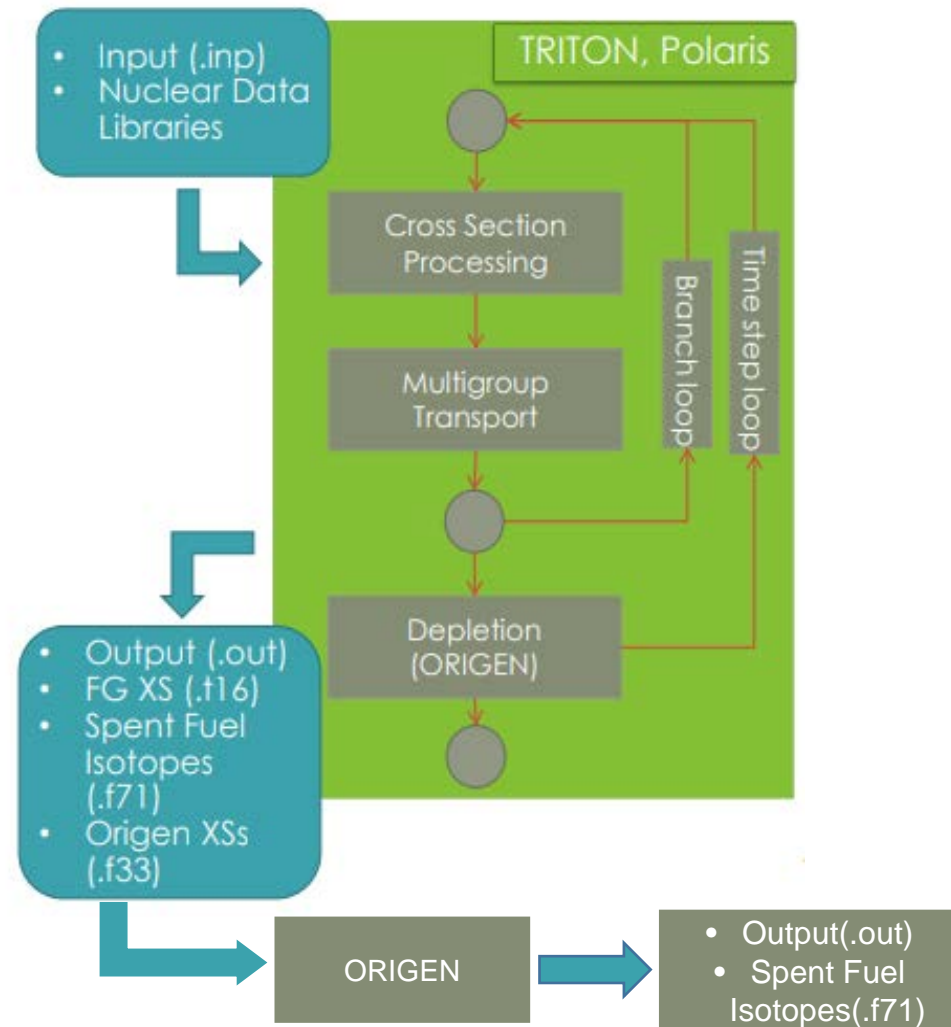 • Input (.inp)
• Nuclear Data
Libraries
TRITON, Polaris
Cross Section
Processing
Multigroup
Transport
Branch loop
Time step loop
Depletion
(ORIGEN)
• Output (.out)
• FG XS (.t16)
• Spent Fuel
Isotopes
(.f71)
• Origen XSs
(.f33)
ORIGEN
• Output(.out)
• Spent Fuel
Isotopes(.f71)